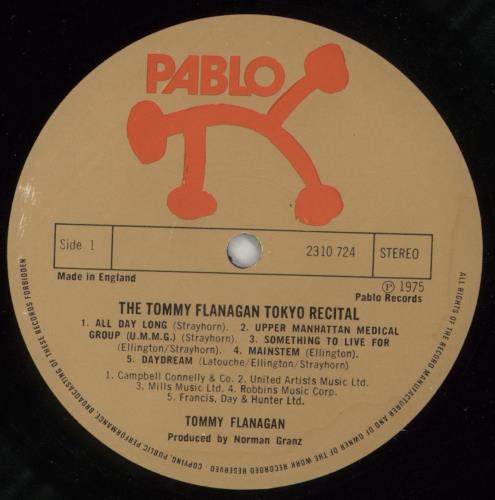 PABLO
Side 1
2310 724
STEREO
Made in England
℗ 1975
Pablo Records
THE TOMMY FLANAGAN TOKYO RECITAL
1. ALL DAY LONG (Strayhorn). 2. UPPER MANHATTAN MEDICAL
GROUP (U.M.M.G.) (Strayhorn). 3. SOMETHING TO LIVE FOR
(Ellington/Strayhorn). 4. MAINSTEM (Ellington).
5. DAYDREAM (Latouche/Ellington/Strayhorn)
1. Campbell Connelly & Co. 2. United Artists Music Ltd.
3. Mills Music Ltd. 4. Robbins Music Corp.
5. Francis, Day & Hunter Ltd.
TOMMY FLANAGAN
Produced by Norman Granz
ALL RIGHTS OF THE RECORD MANUFACTURER AND OF OWNER OF THE WORK RECORDED RESERVED · COPYING, PUBLIC PERFORMANCE, BROADCASTING OF THESE RECORDS FORBIDDEN